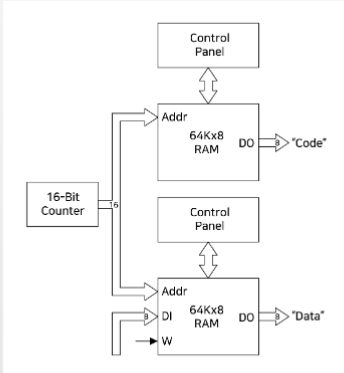 Control
Panel
Addr
64Kx8
RAM
DO
8
"Code"
16-Bit
Counter
16
Control
Panel
Addr
64Kx8
RAM
8
DI
DO
8
"Data"
W